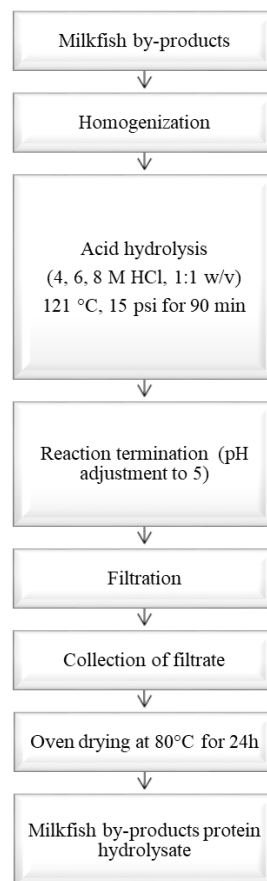 Milkfish by-products
Homogenization
Acid hydrolysis
(4, 6, 8 M HCl, 1:1 w/v)
121 °C, 15 psi for 90 min
Reaction termination (pH
adjustment to 5)
Filtration
Collection of filtrate
Oven drying at 80°C for 24h
Milkfish by-products protein
hydrolysate